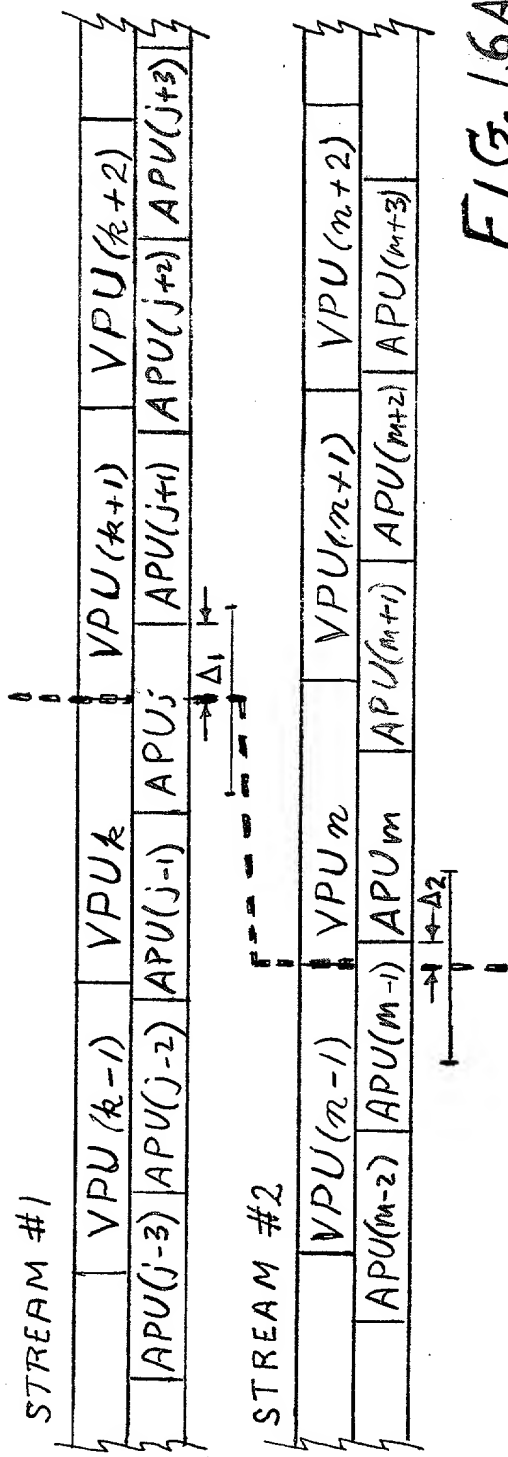 STREAM #1
VPU(k-1) VPUk VPU(k+1) VPU(k+2)
APU(j-3) APU(j-2) APU(j-1) APUj APU(j+1) APU(j+2) APU(j+3)
Δ1
STREAM #2
VPU(n-1) VPUn VPU(n+1) VPU(n+2)
APU(m-2) APU(m-1) APUm APU(m+1) APU(m+2) APU(m+3)
Δ2
FIG. 16A